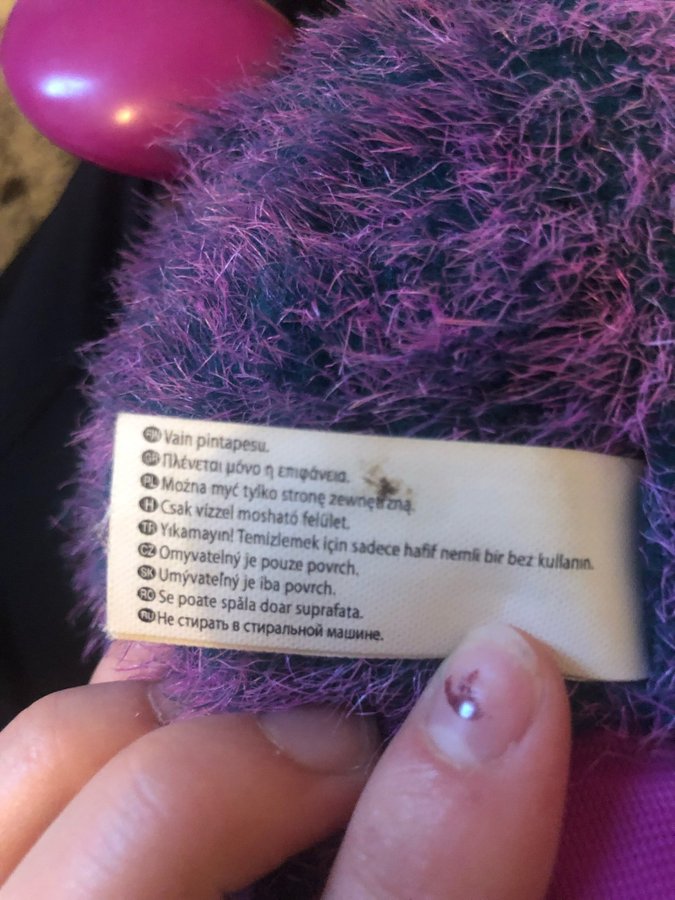 FIN Vain pintapesu.
GR Πλένεται μόνο η επιφάνεια.
PL Można myć tylko stronę zewnętrzną.
H Csak vízzel mosható felület.
TR Yıkamayın! Temizlemek için sadece hafif nemli bir bez kullanın.
CZ Omyvatelný je pouze povrch.
SK Umývateľný je iba povrch.
RO Se poate spăla doar suprafata.
RU Не стирать в стиральной машине.